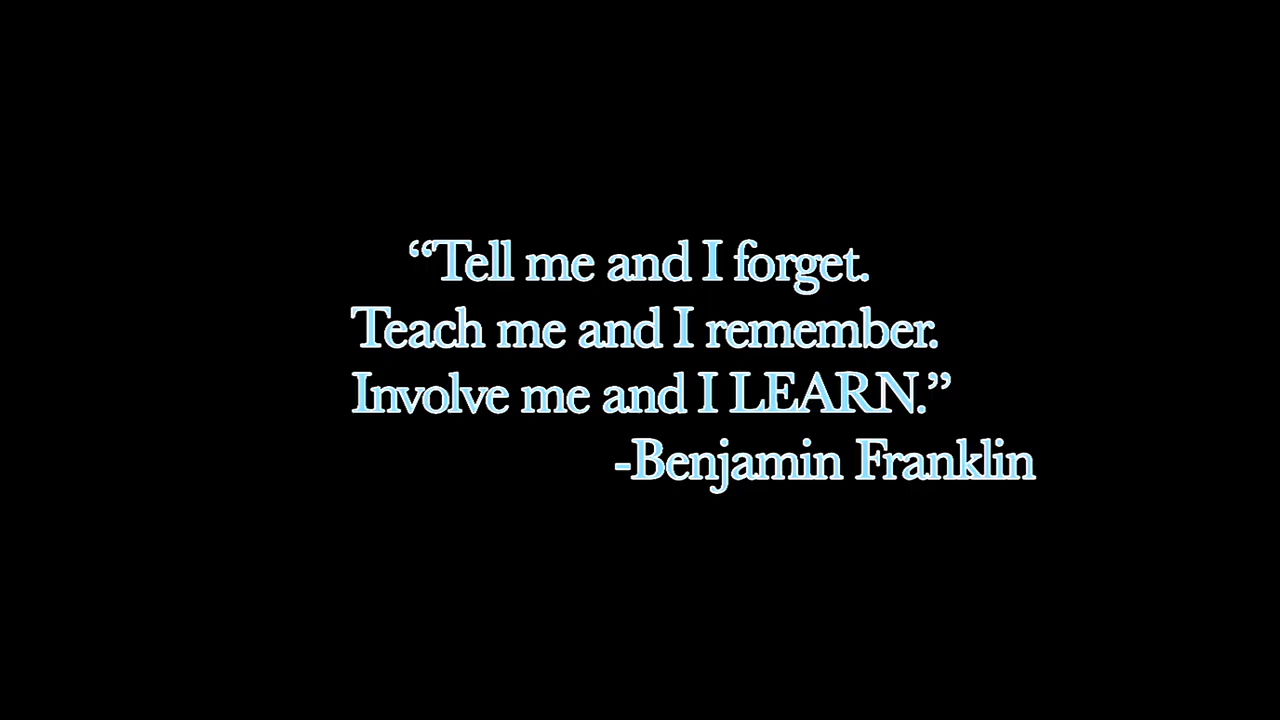 “Tell me and I forget.
Teach me and I remember.
Involve me and I LEARN.”
-Benjamin Franklin